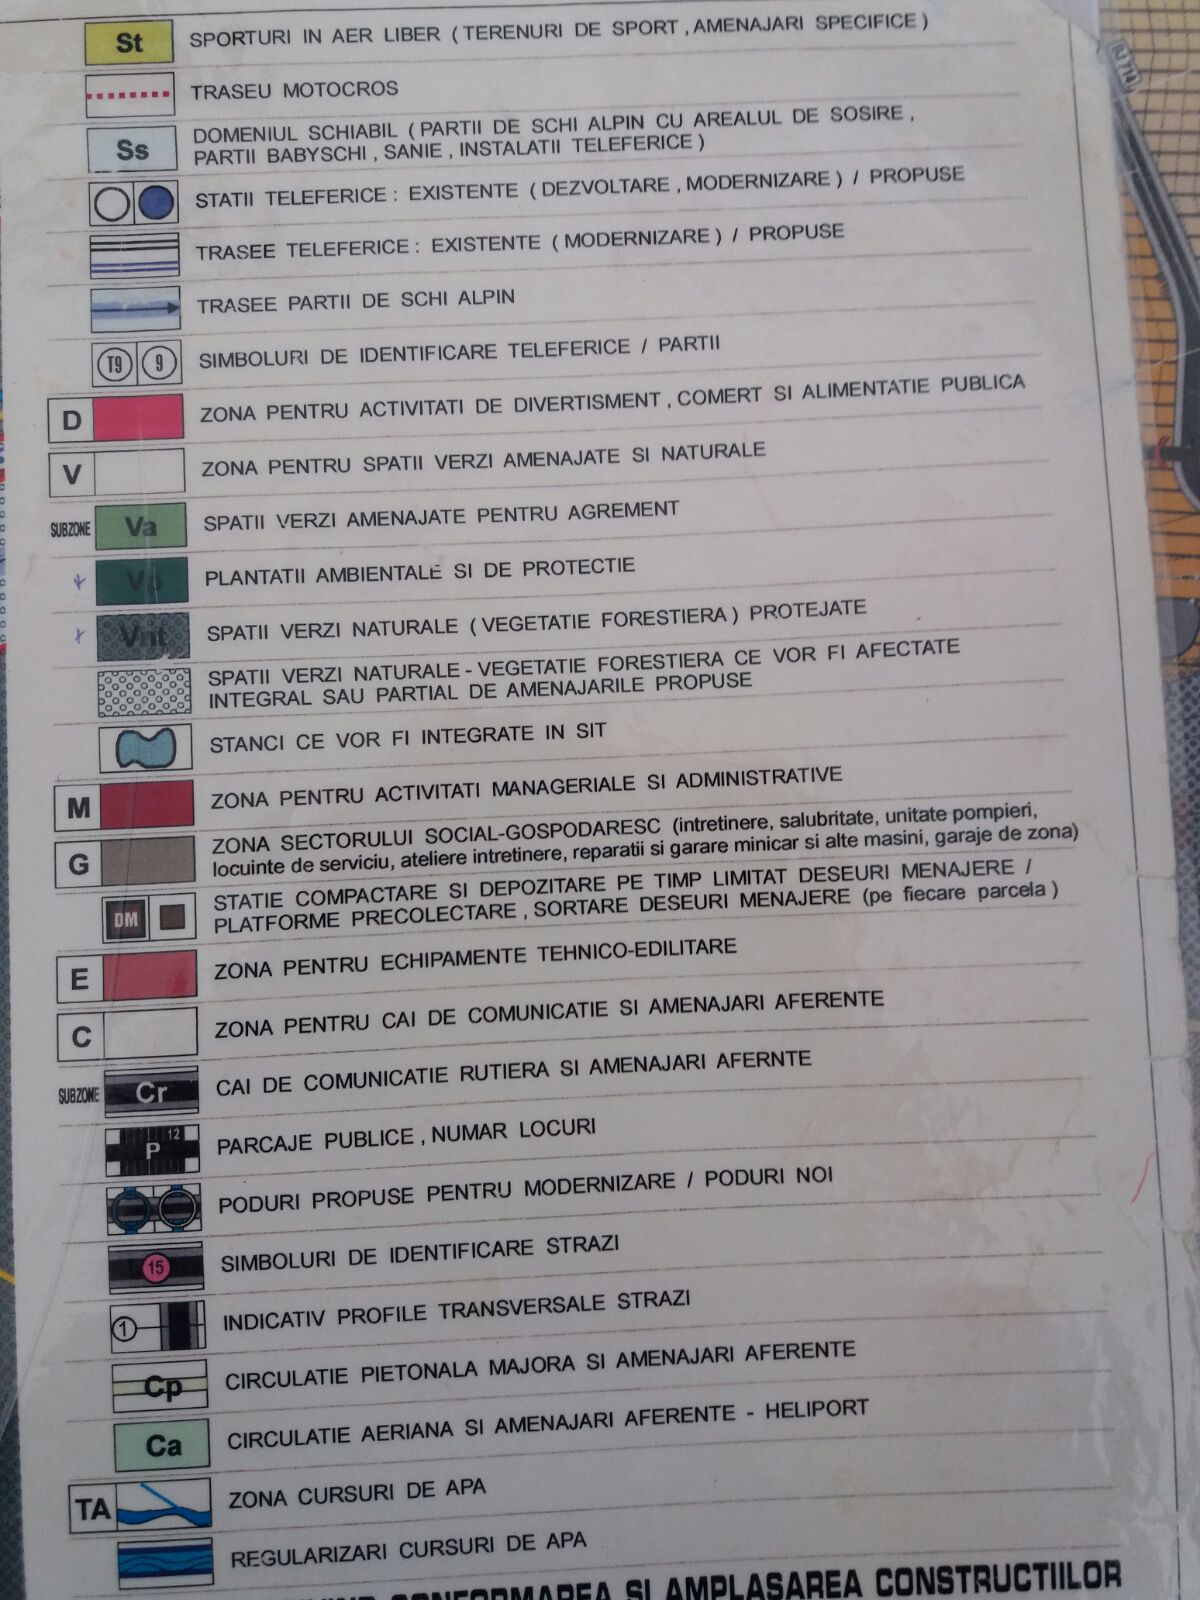 St SPORTURI IN AER LIBER ( TERENURI DE SPORT , AMENAJARI SPECIFICE )
TRASEU MOTOCROS
Ss DOMENIUL SCHIABIL ( PARTII DE SCHI ALPIN CU AREALUL DE SOSIRE ,
PARTII BABYSCHI , SANIE , INSTALATII TELEFERICE )
STATII TELEFERICE : EXISTENTE ( DEZVOLTARE , MODERNIZARE ) / PROPUSE
TRASEE TELEFERICE : EXISTENTE ( MODERNIZARE ) / PROPUSE
TRASEE PARTII DE SCHI ALPIN
T9 9 SIMBOLURI DE IDENTIFICARE TELEFERICE / PARTII
D ZONA PENTRU ACTIVITATI DE DIVERTISMENT , COMERT SI ALIMENTATIE PUBLICA
V ZONA PENTRU SPATII VERZI AMENAJATE SI NATURALE
SUBZONE Va SPATII VERZI AMENAJATE PENTRU AGREMENT
Vp PLANTATII AMBIENTALE SI DE PROTECTIE
Vnt SPATII VERZI NATURALE ( VEGETATIE FORESTIERA ) PROTEJATE
SPATII VERZI NATURALE - VEGETATIE FORESTIERA CE VOR FI AFECTATE
INTEGRAL SAU PARTIAL DE AMENAJARILE PROPUSE
STANCI CE VOR FI INTEGRATE IN SIT
M ZONA PENTRU ACTIVITATI MANAGERIALE SI ADMINISTRATIVE
G ZONA SECTORULUI SOCIAL-GOSPODARESC (intretinere, salubritate, unitate pompieri,
locuinte de serviciu, ateliere intretinere, reparatii si garare minicar si alte masini, garaje de zona)
DM STATIE COMPACTARE SI DEPOZITARE PE TIMP LIMITAT DESEURI MENAJERE /
PLATFORME PRECOLECTARE , SORTARE DESEURI MENAJERE (pe fiecare parcela )
E ZONA PENTRU ECHIPAMENTE TEHNICO-EDILITARE
C ZONA PENTRU CAI DE COMUNICATIE SI AMENAJARI AFERENTE
SUBZONE Cr CAI DE COMUNICATIE RUTIERA SI AMENAJARI AFERNTE
P 12 PARCAJE PUBLICE , NUMAR LOCURI
PODURI PROPUSE PENTRU MODERNIZARE / PODURI NOI
15 SIMBOLURI DE IDENTIFICARE STRAZI
1 INDICATIV PROFILE TRANSVERSALE STRAZI
Cp CIRCULATIE PIETONALA MAJORA SI AMENAJARI AFERENTE
Ca CIRCULATIE AERIANA SI AMENAJARI AFERENTE - HELIPORT
TA ZONA CURSURI DE APA
REGULARIZARI CURSURI DE APA
CONFORMAREA SI AMPLASAREA CONSTRUCTIILOR